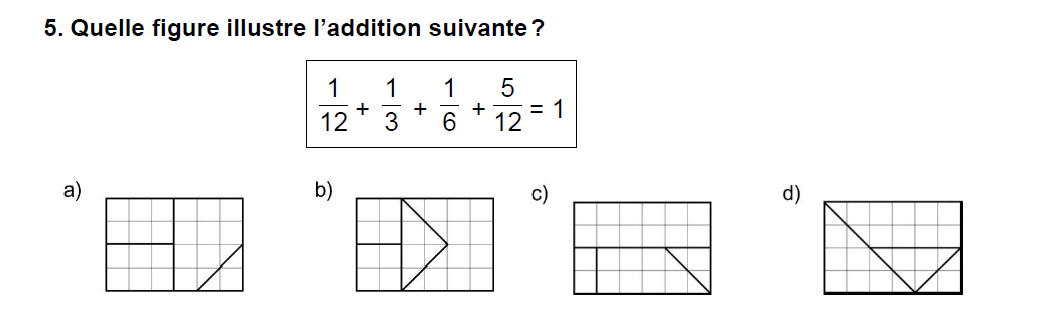 5. Quelle figure illustre l'addition suivante ?
1/12 + 1/3 + 1/6 + 5/12 = 1
a) b) c) d)